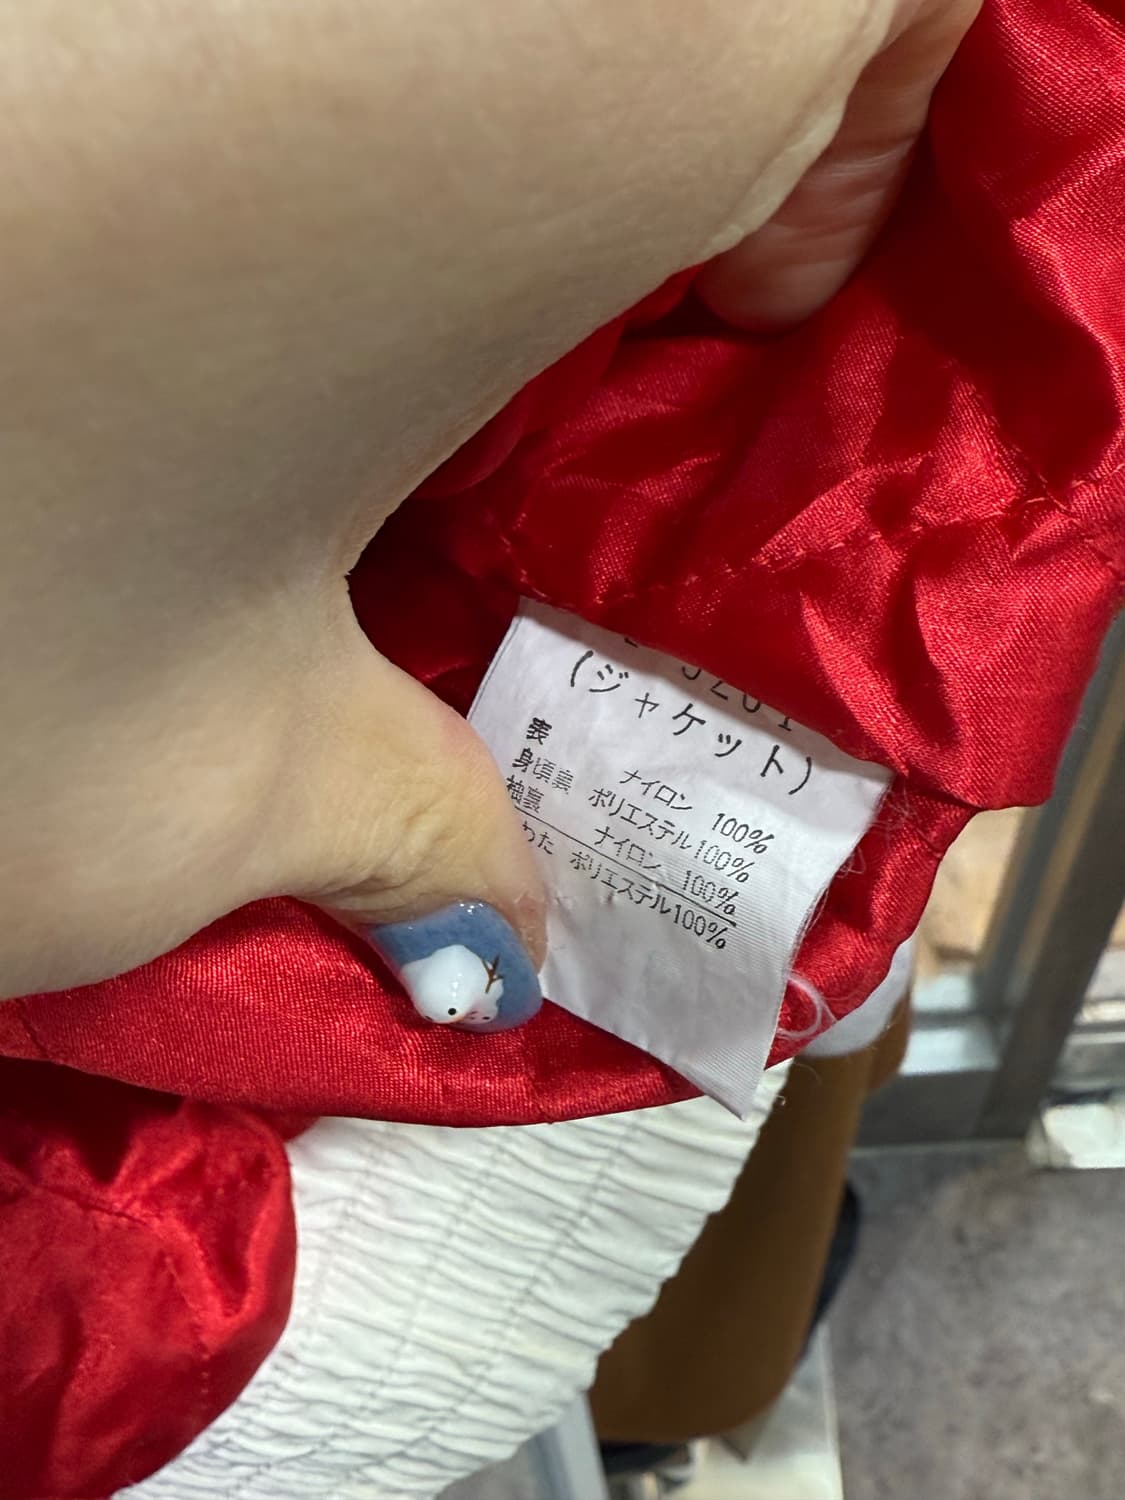 (ジャケット)
表 ナイロン 100%
身頃裏 ポリエステル100%
袖裏 ナイロン 100%
わた ポリエステル100%